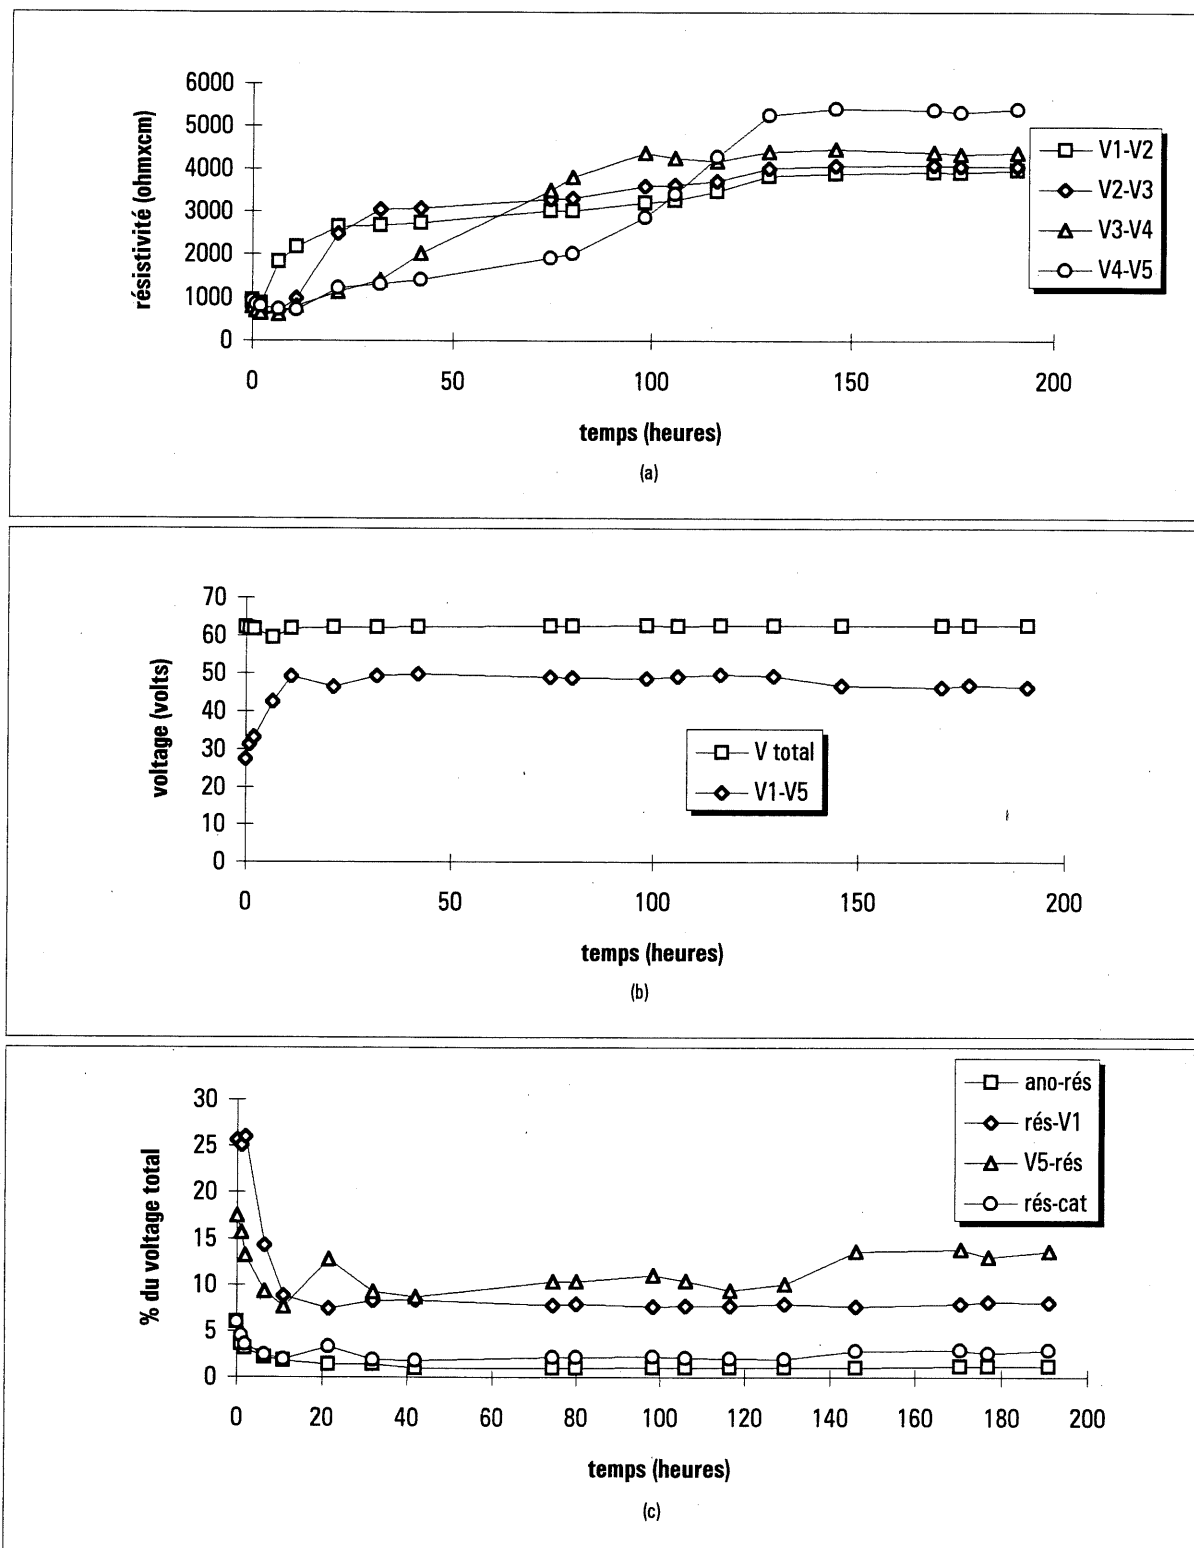 résistivité (ohmxcm)
6000
5000
4000
3000
2000
1000
0
0 50 100 150 200
temps (heures)
(a)
V1-V2
V2-V3
V3-V4
V4-V5
voltage (volts)
70
60
50
40
30
20
10
0
0 50 100 150 200
temps (heures)
(b)
V total
V1-V5
% du voltage total
30
25
20
15
10
5
0
0 20 40 60 80 100 120 140 160 180 200
temps (heures)
(c)
ano-rés
rés-V1
V5-rés
rés-cat